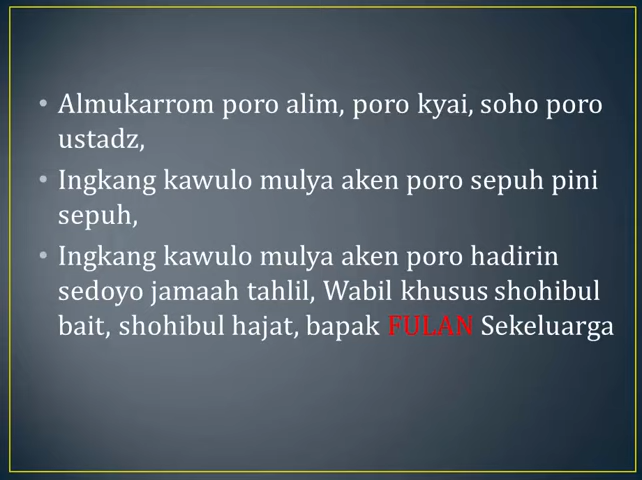 • Almukarrom poro alim, poro kyai, soho poro
ustadz,
• Ingkang kawulo mulya aken poro sepuh pini
sepuh,
• Ingkang kawulo mulya aken poro hadirin
sedoyo jamaah tahlil, Wabil khusus shohibul
bait, shohibul hajat, bapak FULAN Sekeluarga